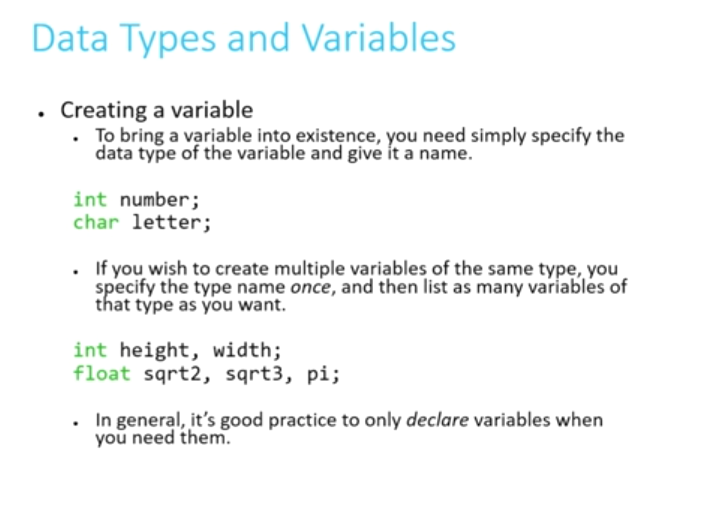 Data Types and Variables
• Creating a variable
• To bring a variable into existence, you need simply specify the
data type of the variable and give it a name.
int number;
char letter;
• If you wish to create multiple variables of the same type, you
specify the type name once, and then list as many variables of
that type as you want.
int height, width;
float sqrt2, sqrt3, pi;
• In general, it’s good practice to only declare variables when
you need them.